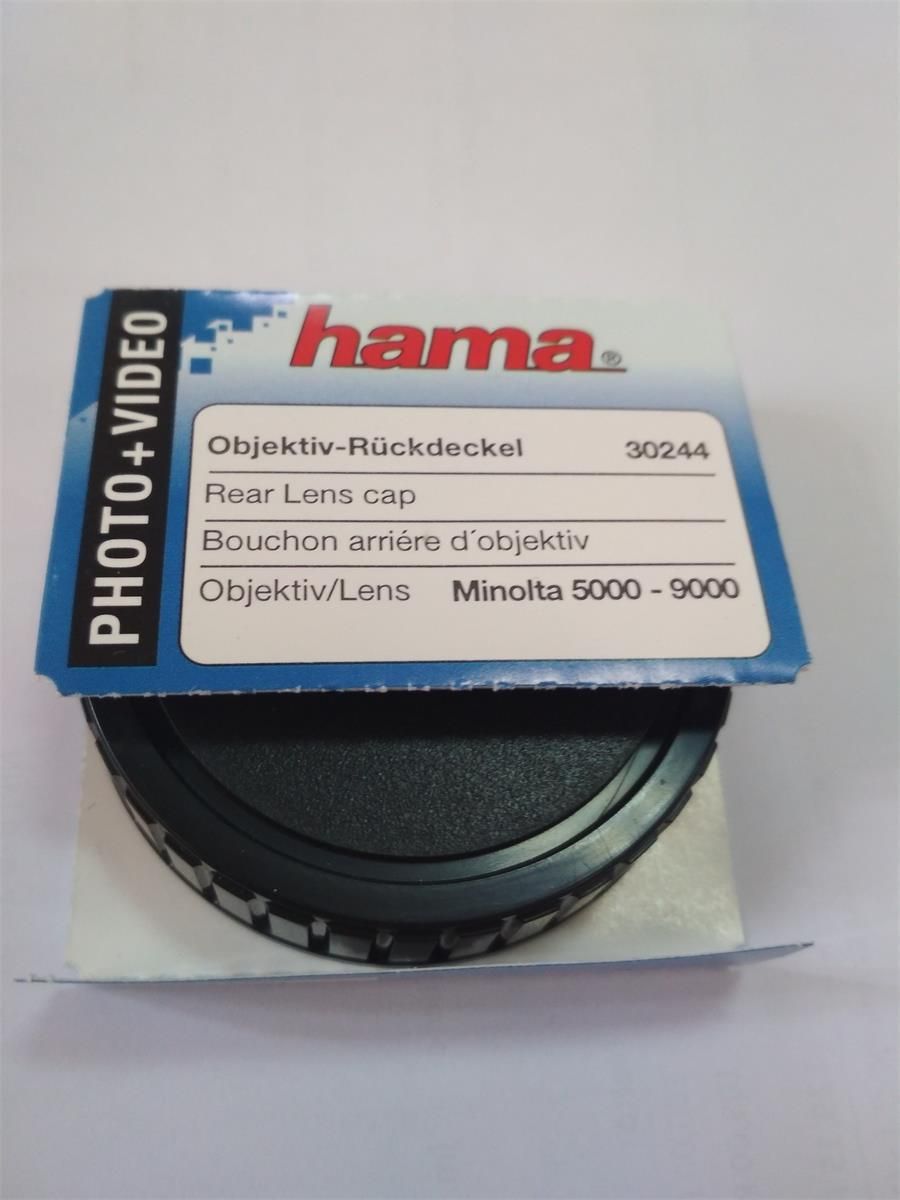 PHOTO+VIDEO
hama®
Objektiv-Rückdeckel 30244
Rear Lens cap
Bouchon arriére d´objektiv
Objektiv/Lens Minolta 5000 - 9000